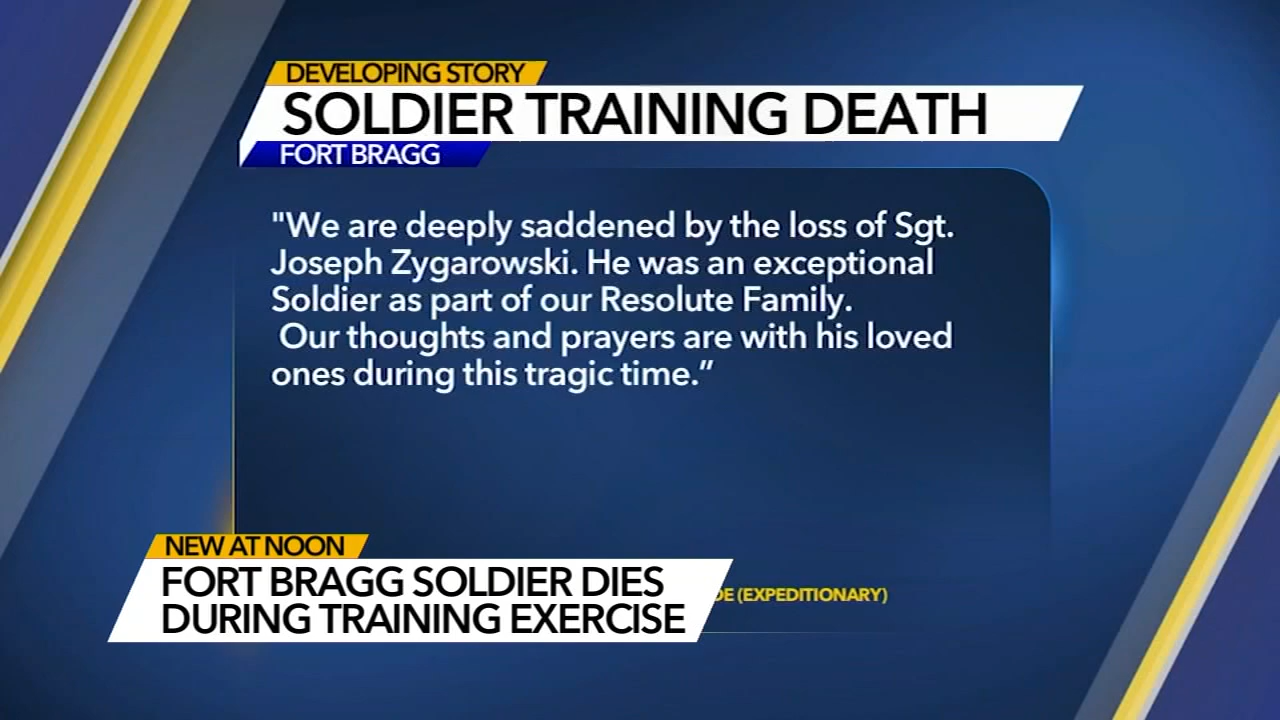 DEVELOPING STORY
SOLDIER TRAINING DEATH
FORT BRAGG
"We are deeply saddened by the loss of Sgt.
Joseph Zygarowski. He was an exceptional
Soldier as part of our Resolute Family.
Our thoughts and prayers are with his loved
ones during this tragic time.”
NEW AT NOON
FORT BRAGG SOLDIER DIES
DURING TRAINING EXERCISE
(EXPEDITIONARY)